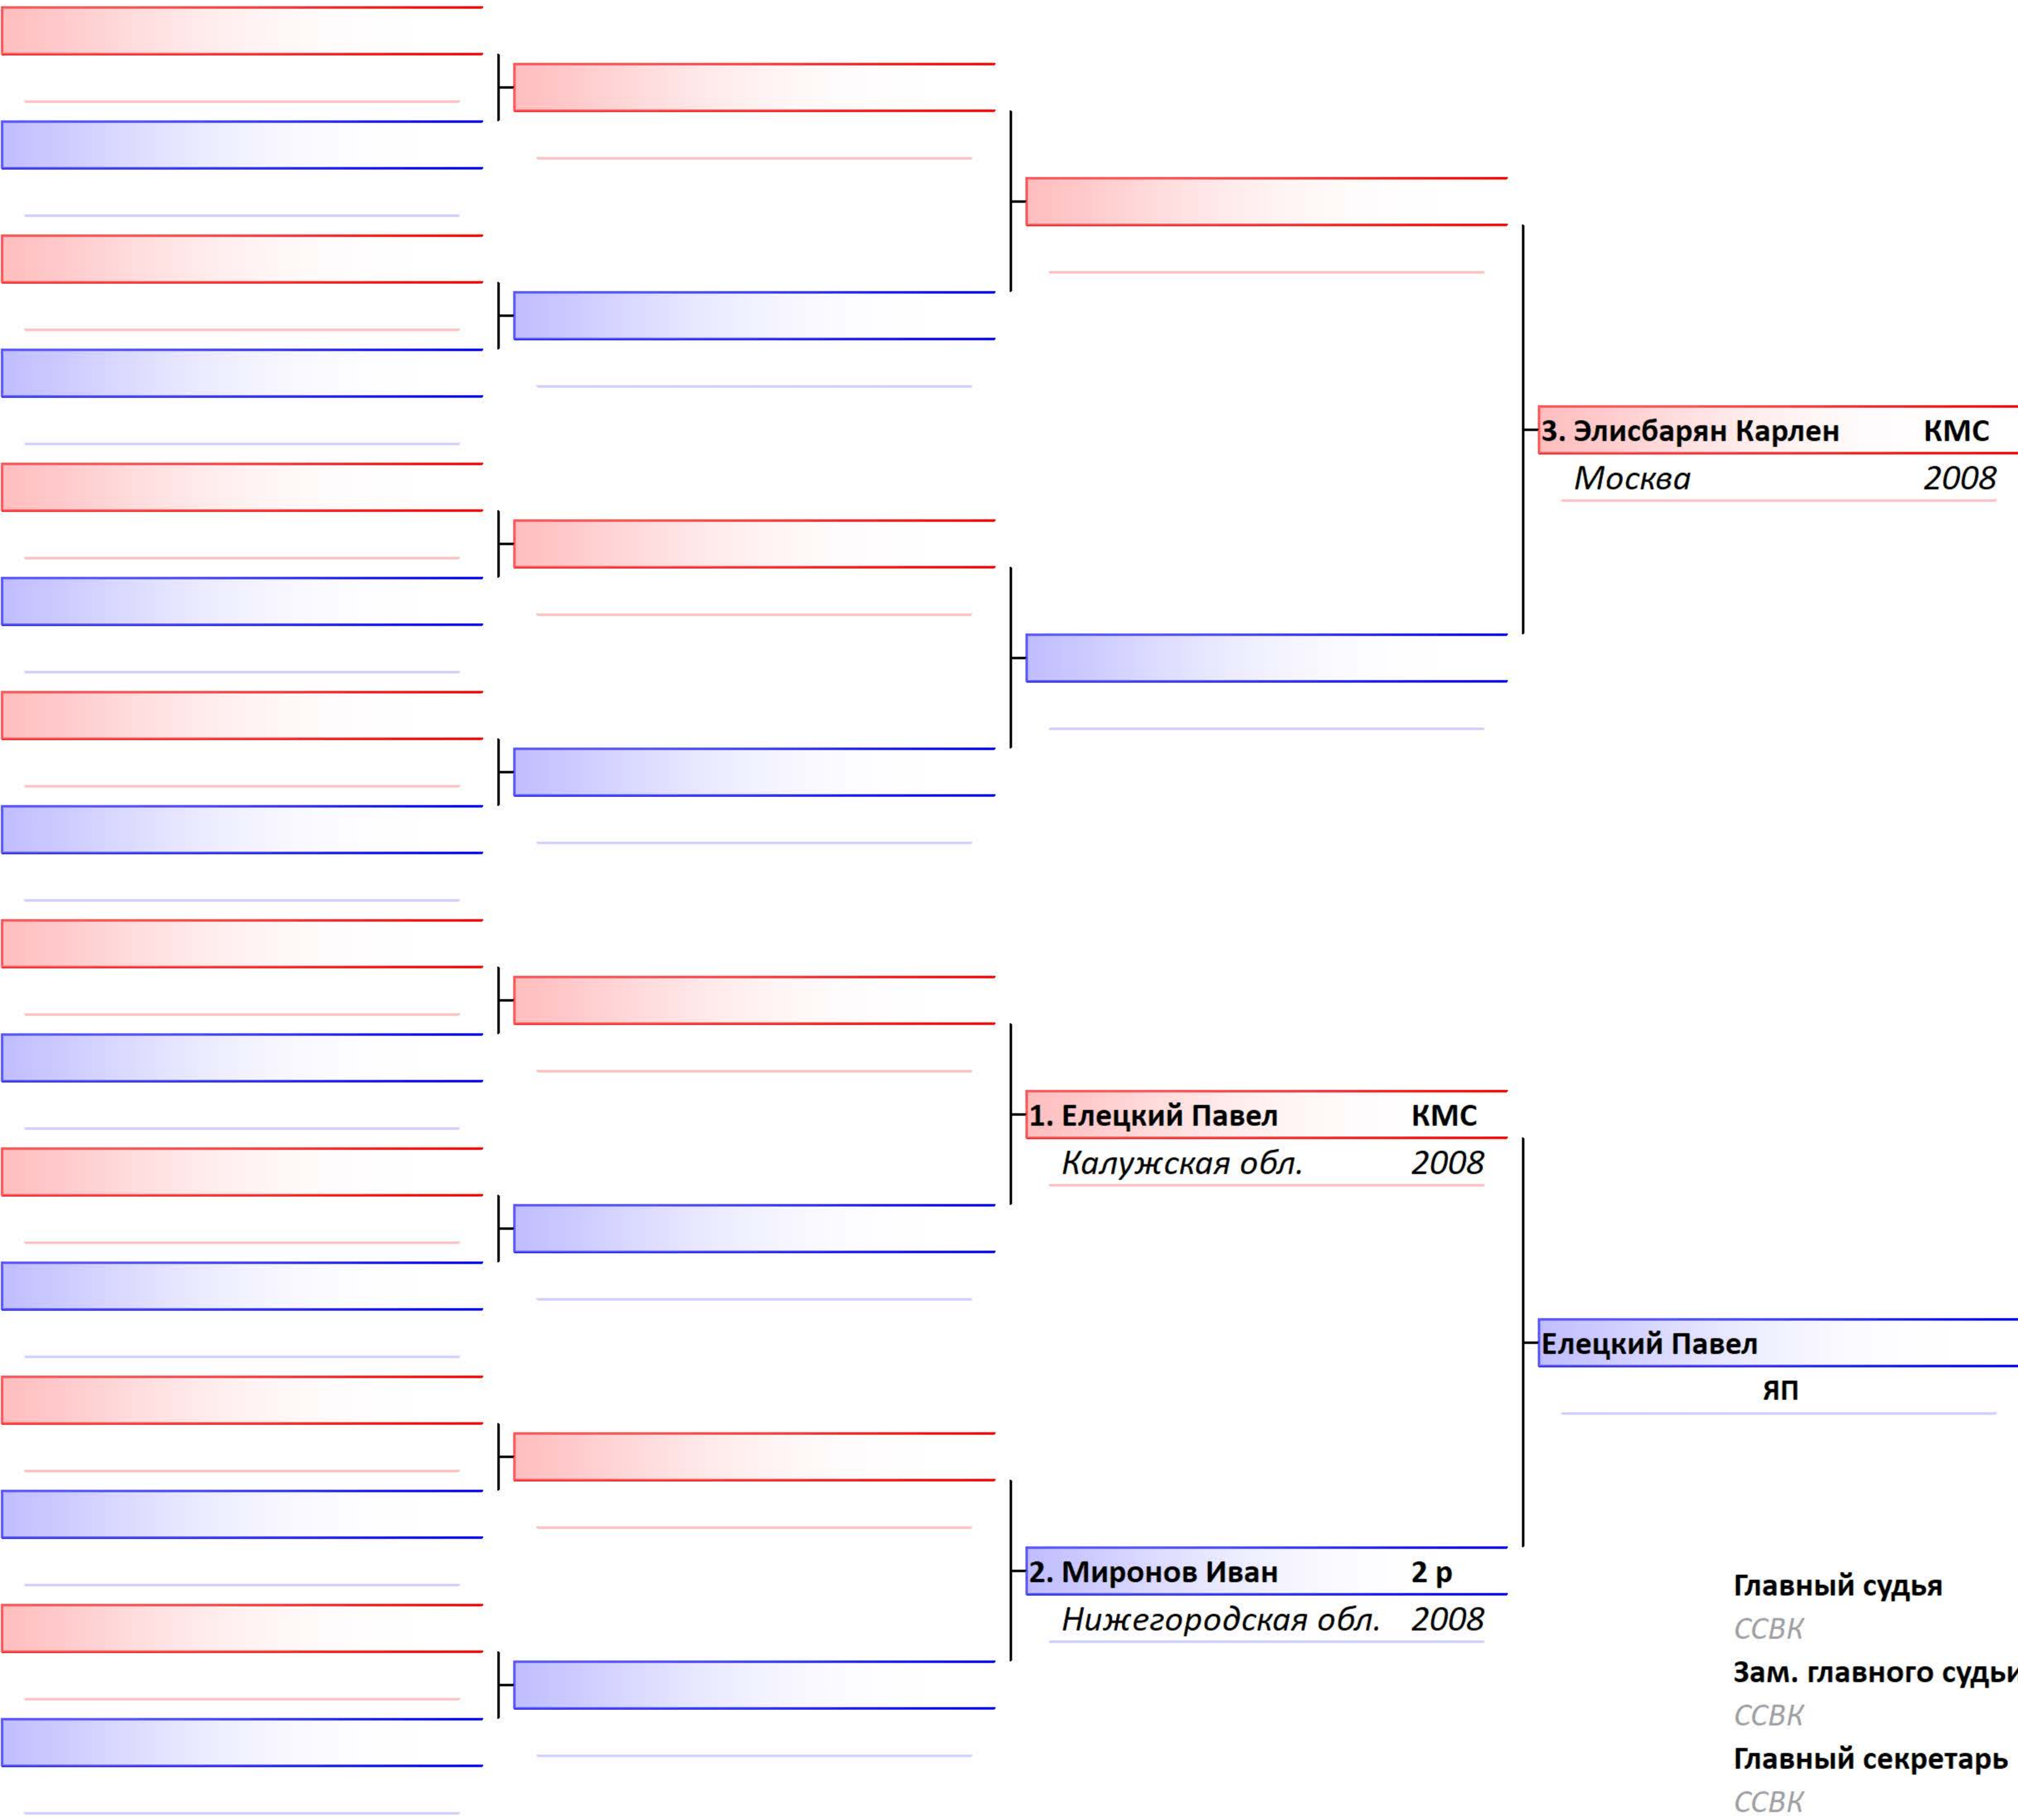 3. Элисбарян Карлен КМС
Москва 2008
1. Елецкий Павел КМС
Калужская обл. 2008
Елецкий Павел
ЯП
2. Миронов Иван 2 р
Нижегородская обл. 2008
Главный судья
ССВК
Зам. главного судьи
ССВК
Главный секретарь
ССВК